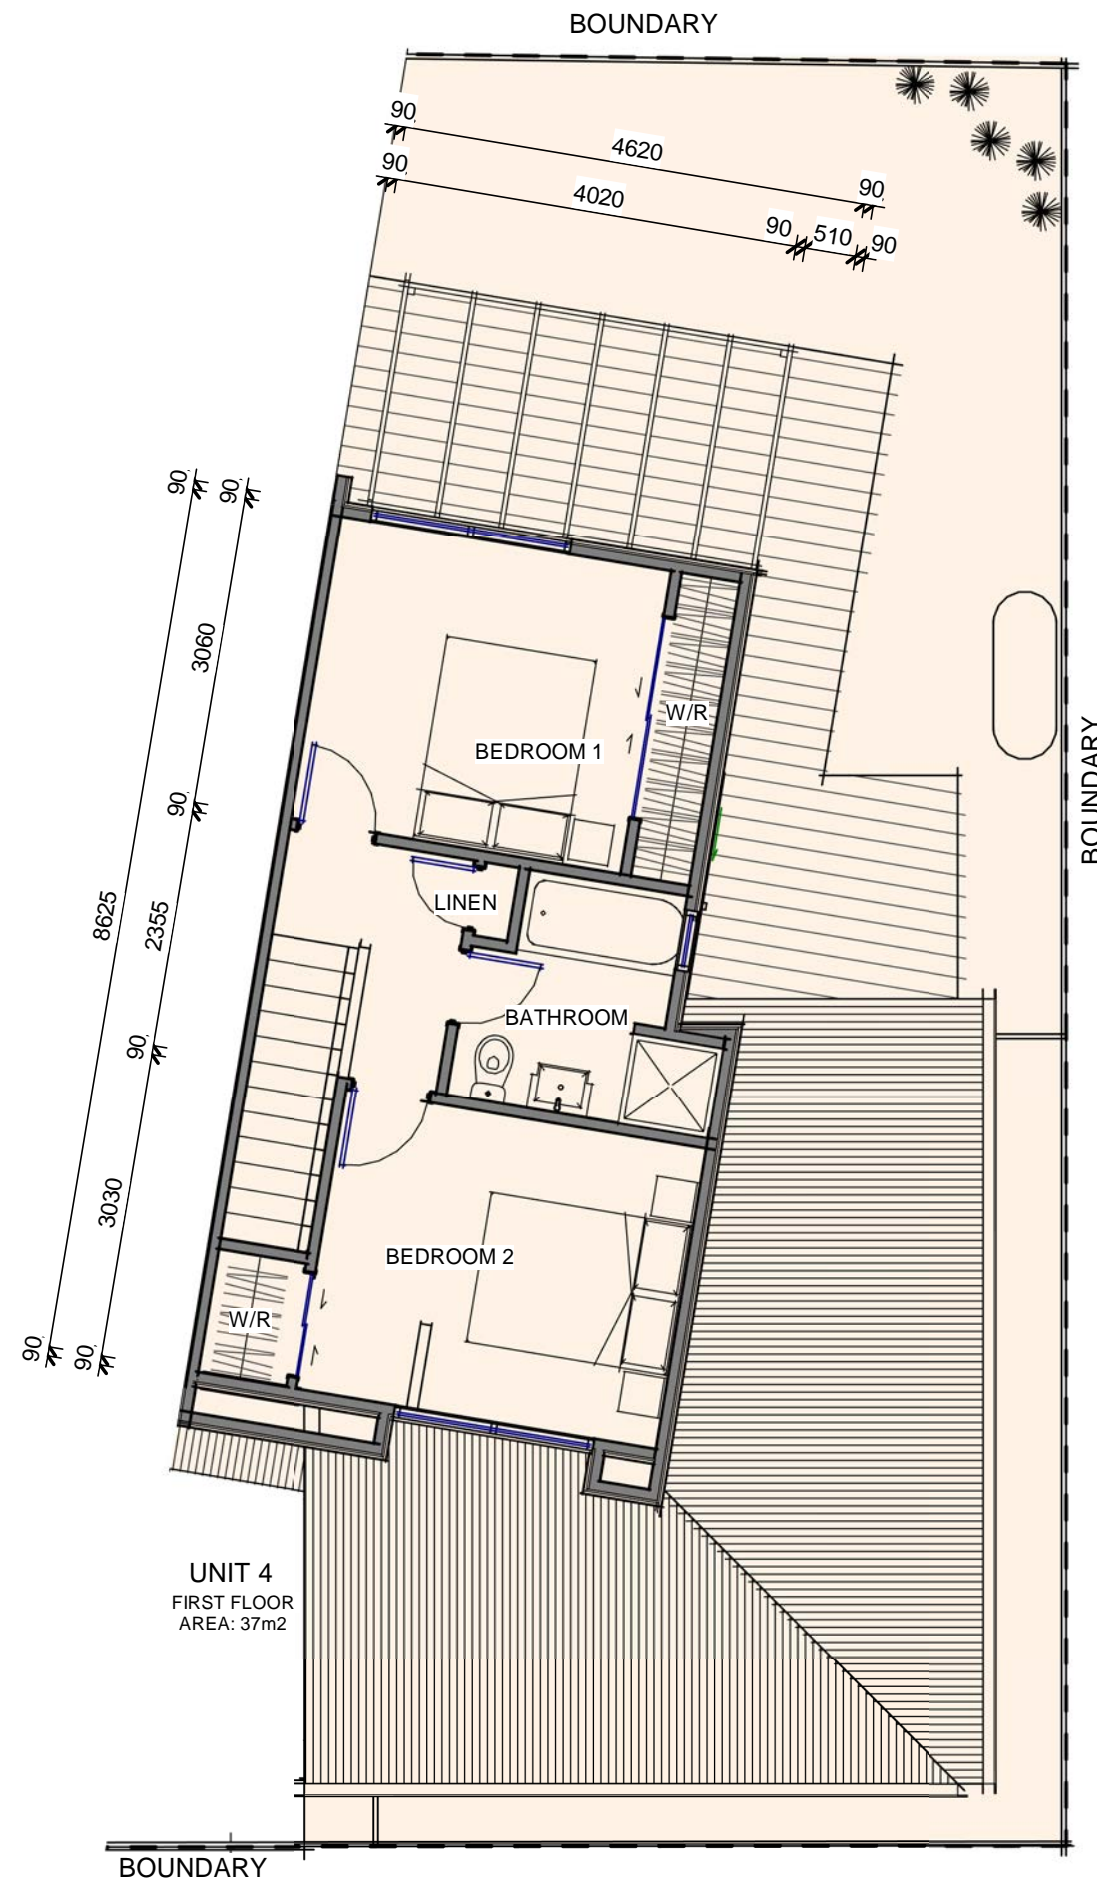 BOUNDARY
90
4620
90
90
4020
90
510
90
90
90
3060
W/R
BEDROOM 1
BOUNDARY
90
8625
2355
LINEN
BATHROOM
90
3030
BEDROOM 2
W/R
90
90
UNIT 4
FIRST FLOOR
AREA: 37m2
BOUNDARY